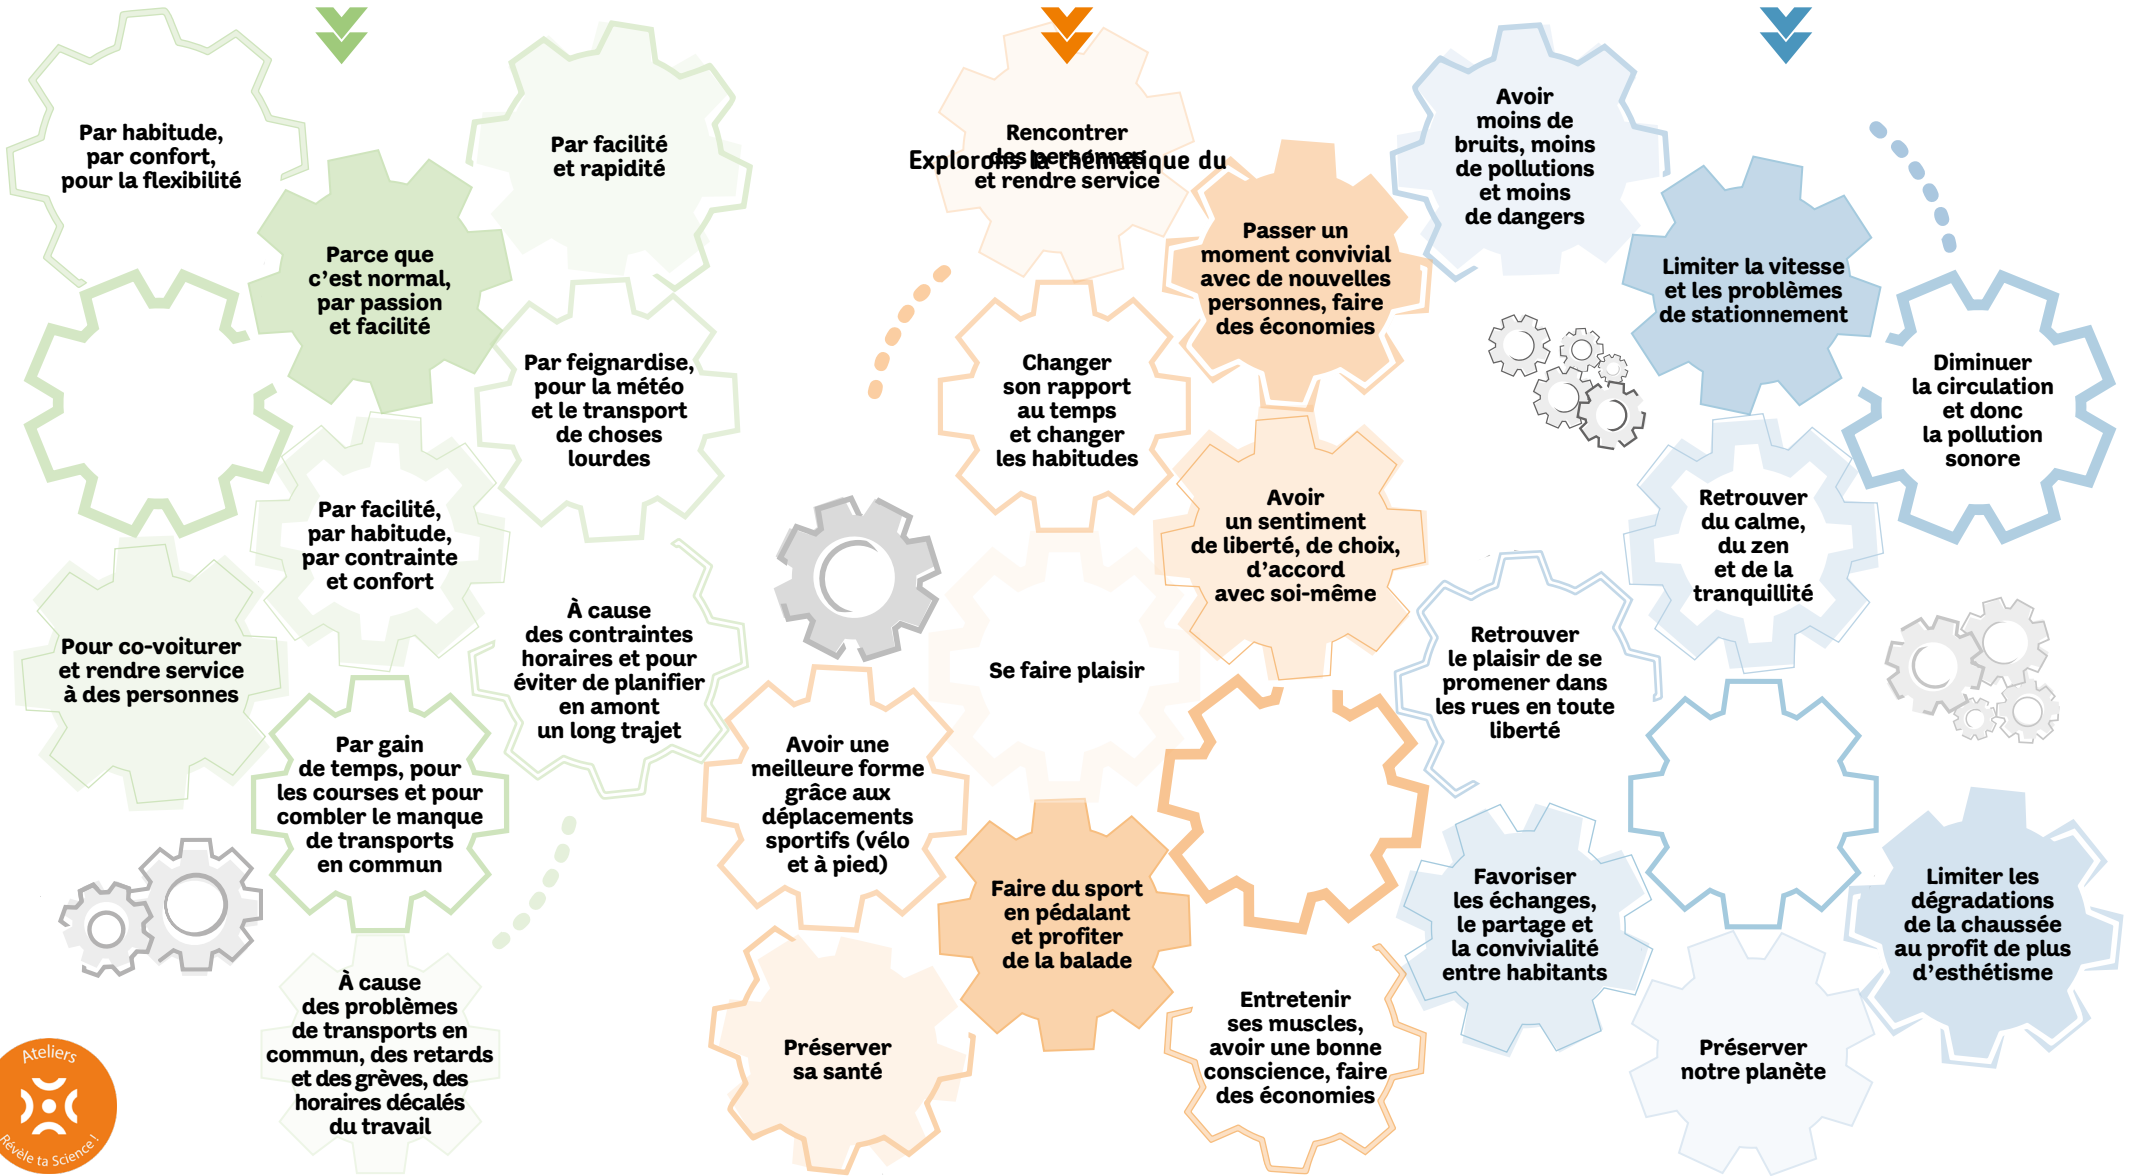 Par habitude,
par confort,
pour la flexibilité
Parce que
c’est normal,
par passion
et facilité
Par facilité
et rapidité
Par feignardise,
pour la météo
et le transport
de choses
lourdes
Par facilité,
par habitude,
par contrainte
et confort
Pour co-voiturer
et rendre service
à des personnes
À cause
des contraintes
horaires et pour
éviter de planifier
en amont
un long trajet
Par gain
de temps, pour
les courses et pour
combler le manque
de transports
en commun
À cause
des problèmes
de transports en
commun, des retards
et des grèves, des
horaires décalés
du travail
Ateliers
Révèle ta Science !
Rencontrer
des personnes
et rendre service
Explorons la thématique du
Passer un
moment convivial
avec de nouvelles
personnes, faire
des économies
Changer
son rapport
au temps
et changer
les habitudes
Avoir
un sentiment
de liberté, de choix,
d’accord
avec soi-même
Se faire plaisir
Avoir une
meilleure forme
grâce aux
déplacements
sportifs (vélo
et à pied)
Faire du sport
en pédalant
et profiter
de la balade
Préserver
sa santé
Entretenir
ses muscles,
avoir une bonne
conscience, faire
des économies
Avoir
moins de
bruits, moins
de pollutions
et moins
de dangers
Limiter la vitesse
et les problèmes
de stationnement
Diminuer
la circulation
et donc
la pollution
sonore
Retrouver
du calme,
du zen
et de la
tranquillité
Retrouver
le plaisir de se
promener dans
les rues en toute
liberté
Favoriser
les échanges,
le partage et
la convivialité
entre habitants
Limiter les
dégradations
de la chaussée
au profit de plus
d’esthétisme
Préserver
notre planète